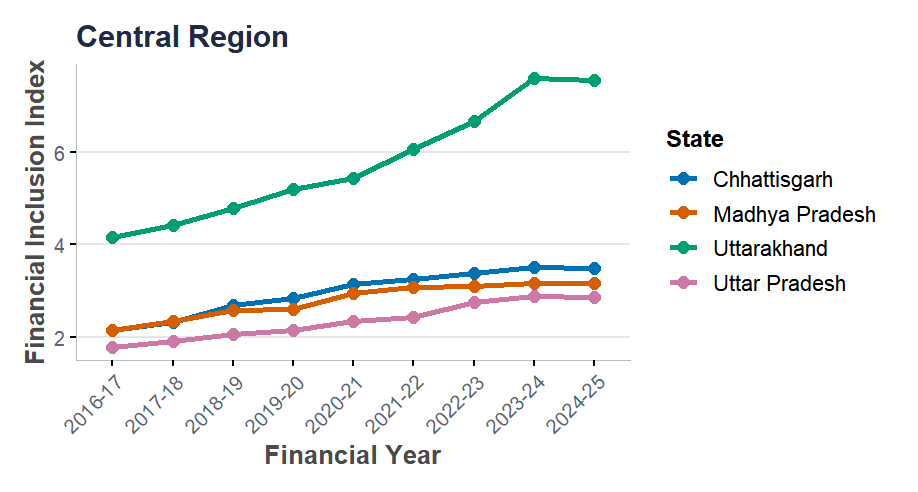 Central Region
Financial Inclusion Index
6
4
2
2016-17
2017-18
2018-19
2019-20
2020-21
2021-22
2022-23
2023-24
2024-25
Financial Year
State
Chhattisgarh
Madhya Pradesh
Uttarakhand
Uttar Pradesh